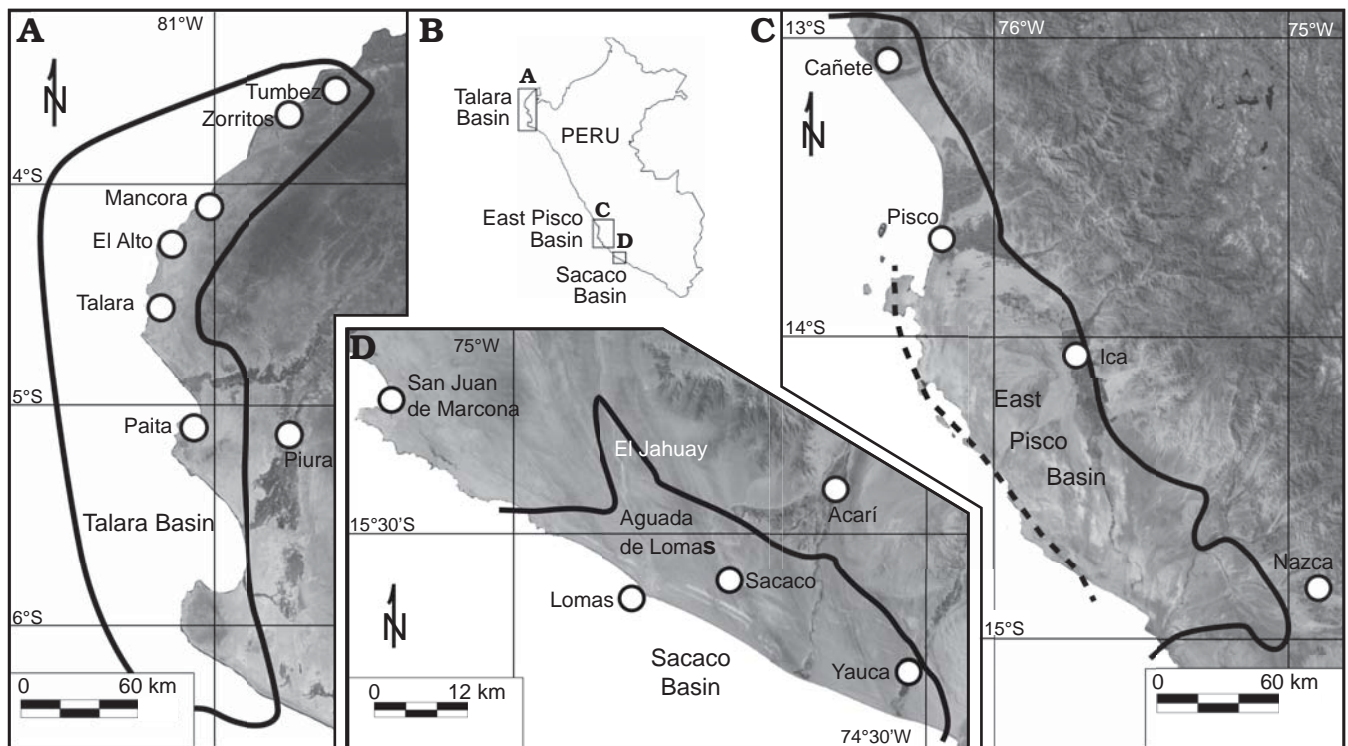 A
81°W
N
Tumbez
Zorritos
4°S
Mancora
El Alto
Talara
5°S
Paita
Piura
Talara Basin
6°S
0 60 km
B
A
Talara
Basin
PERU
C
East Pisco
Basin
D
Sacaco
Basin
C
13°S
76°W
75°W
Cañete
N
Pisco
14°S
Ica
East
Pisco
Basin
Nazca
15°S
0 60 km
D
75°W
San Juan
de Marcona
El Jahuay
Acarí
15°30'S
Aguada
de Lomas
Sacaco
Lomas
N
Sacaco
Basin
Yauca
0 12 km
74°30'W